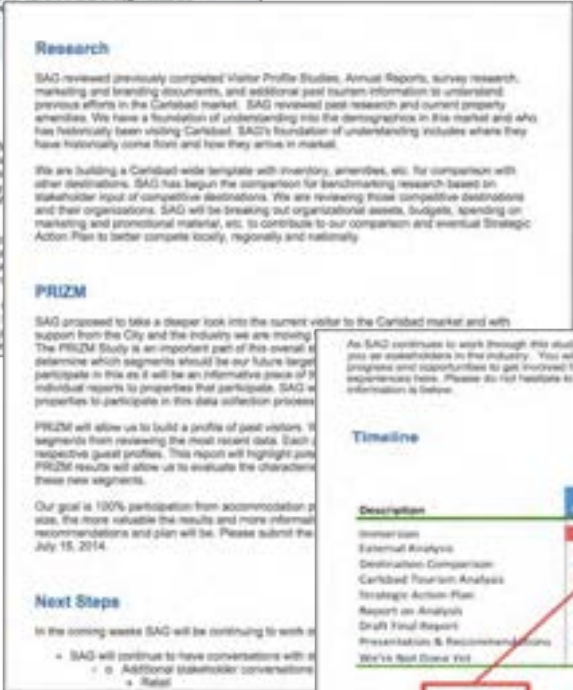 Research
SAG reviewed previously completed Visitor Profile Studies, Annual Reports, survey research,
marketing and branding documents, and additional past tourism information to understand
previous efforts in the Carlsbad market. SAG reviewed past research and current property
amenities. We have a foundation of understanding into the demographics in this market and who
has historically been visiting Carlsbad. SAG's foundation of understanding includes where they
have historically come from and how they arrive in market.
We are building a Carlsbad-wide template with inventory, amenities, etc. for comparison with
other destinations. SAG has begun the comparison for benchmarking research based on
stakeholder input of competitive destinations. We are reviewing those competitive destinations
and their organizations. SAG will be breaking out organizational assets, budgets, spending on
marketing and promotional material, etc. to contribute to our comparison and eventual Strategic
Action Plan to better compete locally, regionally and nationally.
PRIZM
SAG proposed to take a deeper look into the current visitor to the Carlsbad market and with
support from the City and the industry we are moving
The PRIZM Study is an important part of this overall
determine which segments should be our future target
participate in this as it will be an informative piece of
individual reports to properties that participate. SAG
properties to participate in this data collection process
PRIZM will allow us to build a profile of past visitors.
segments from reviewing the most recent data. Each
respective guest profiles. This report will highlight
PRIZM results will allow us to evaluate the
these new segments.
Our goal is 100% participation from accommodation
size, the more valuable the results and more
recommendations and plan will be. Please submit the
July 15, 2014.
Next Steps
In the coming weeks SAG will be continuing to work
SAG will continue to have conversations with
Additional stakeholder conversations
Retail
As SAG continues to work through this
you as stakeholders in the industry. You
progress and opportunities to get involved
experiences here. Please do not hesitate to
information is below.
Timeline
Description
Immersion
External Analysis
Destination Comparison
Carlsbad Tourism Analysis
Strategic Action Plan
Report on Analysis
Draft Final Report
Presentation & Recommendations
We're Not Done Yet